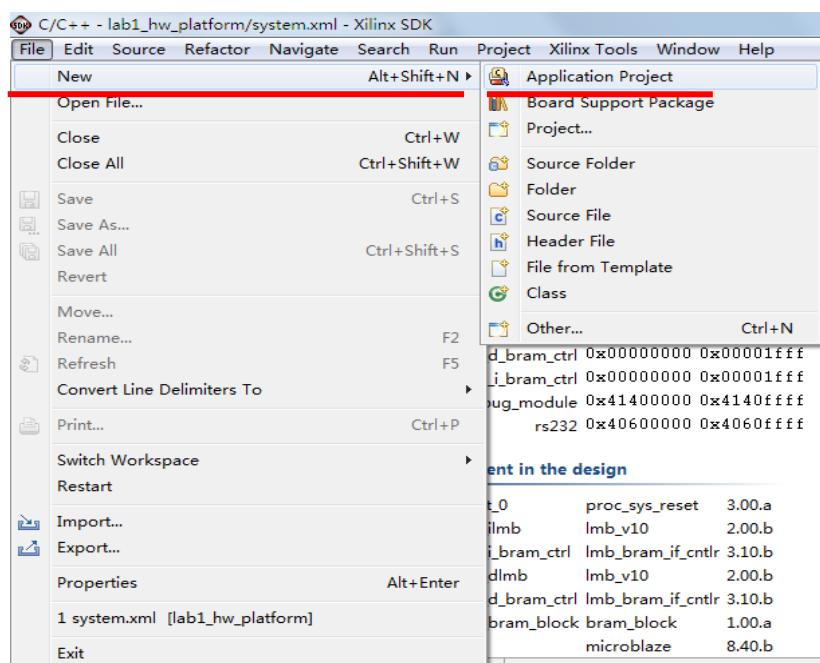 C/C++ - lab1_hw_platform/system.xml - Xilinx SDK
File Edit Source Refactor Navigate Search Run Project Xilinx Tools Window Help
New Alt+Shift+N
Open File...
Close Ctrl+W
Close All Ctrl+Shift+W
Save Ctrl+S
Save As...
Save All Ctrl+Shift+S
Revert
Move...
Rename... F2
Refresh F5
Convert Line Delimiters To
Print... Ctrl+P
Switch Workspace
Restart
Import...
Export...
Properties Alt+Enter
1 system.xml [lab1_hw_platform]
Exit
Application Project
Board Support Package
Project...
Source Folder
Folder
Source File
Header File
File from Template
Class
Other... Ctrl+N
d_bram_ctrl 0x00000000 0x00001fff
_i_bram_ctrl 0x00000000 0x00001fff
ug_module 0x41400000 0x4140ffff
rs232 0x40600000 0x4060ffff
ent in the design
t_0 proc_sys_reset 3.00.a
ilmb lmb_v10 2.00.b
i_bram_ctrl lmb_bram_if_cntlr 3.10.b
dlmb lmb_v10 2.00.b
d_bram_ctrl lmb_bram_if_cntlr 3.10.b
bram_block bram_block 1.00.a
microblaze 8.40.b